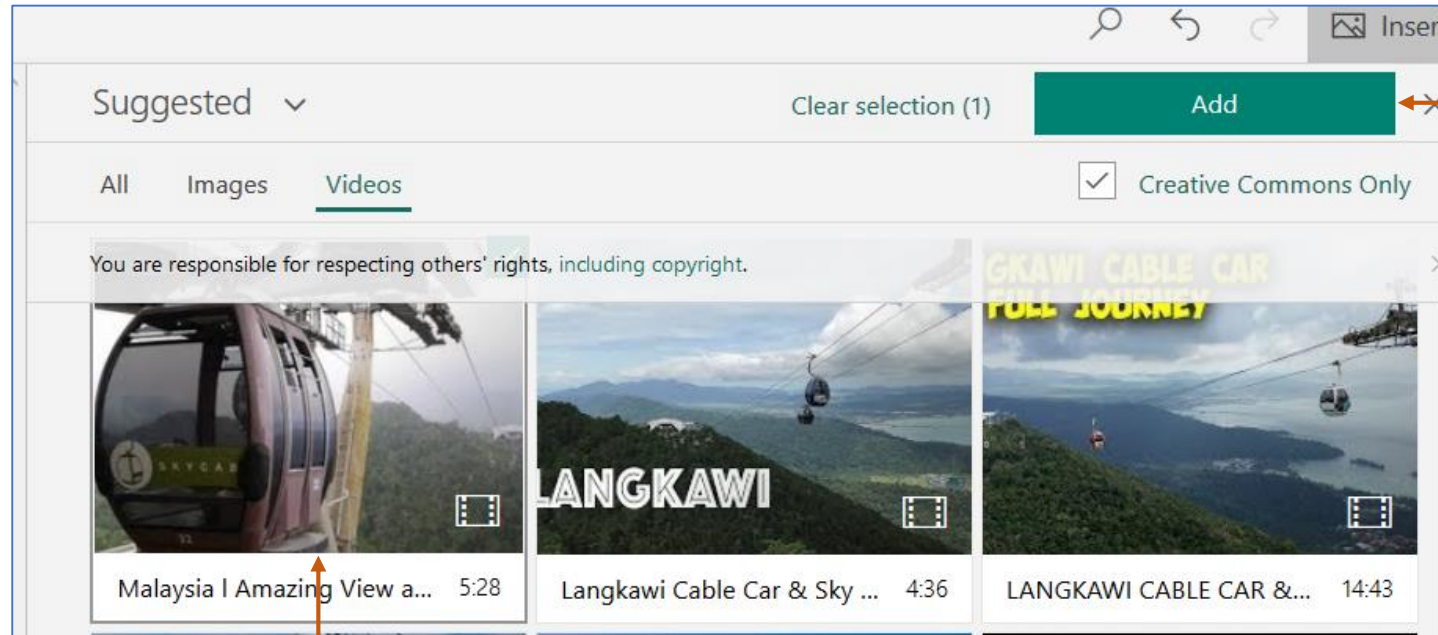 Inser
Suggested
Clear selection (1)
Add
All
Images
Videos
Creative Commons Only
You are responsible for respecting others' rights, including copyright.
SKYCAB
32
LANGKAWI
GKAWI CABLE CAR
FULL JOURNEY
Malaysia l Amazing View a... 5:28
Langkawi Cable Car & Sky ... 4:36
LANGKAWI CABLE CAR &... 14:43